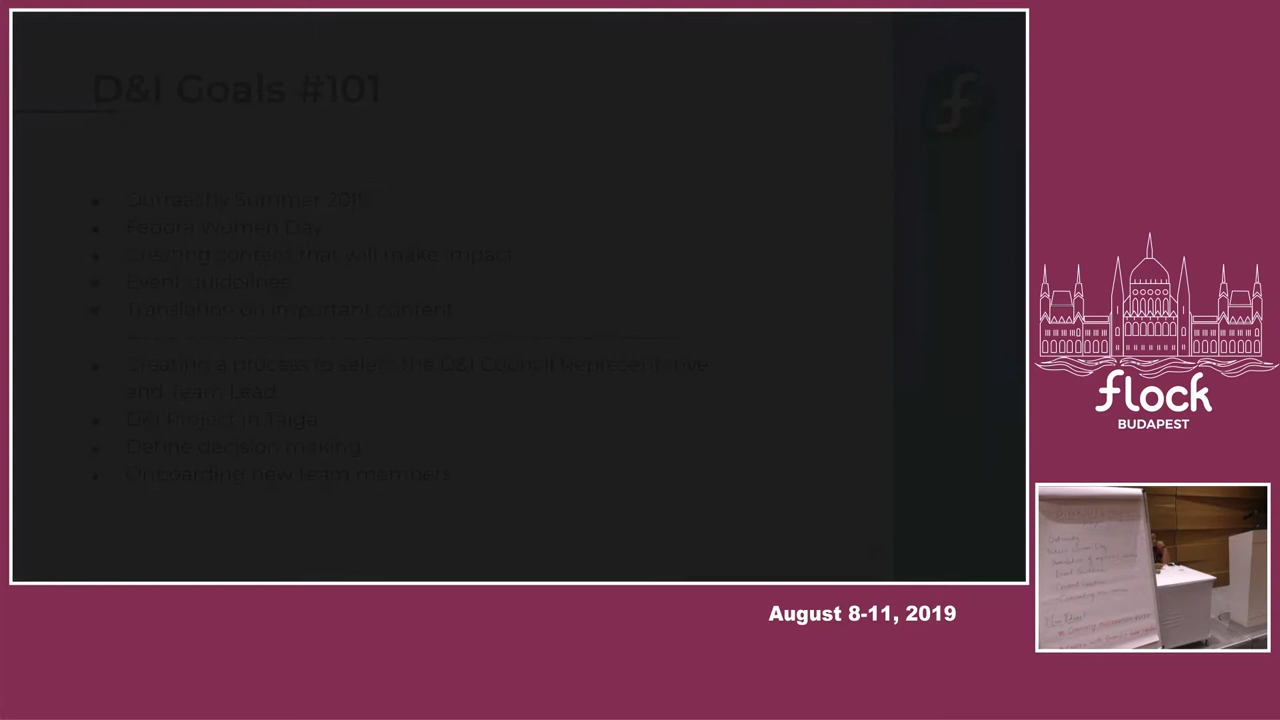 D&I Goals #101
Outreachy Summer 2019
Fedora Women Day
Creating content that will make impact
Event guidelines
Translation on important content
Creating a process to select the D&I Council Representative
and Team Lead
D&I Project in Taiga
Define decision making
Onboarding new team members
flock
BUDAPEST
August 8-11, 2019